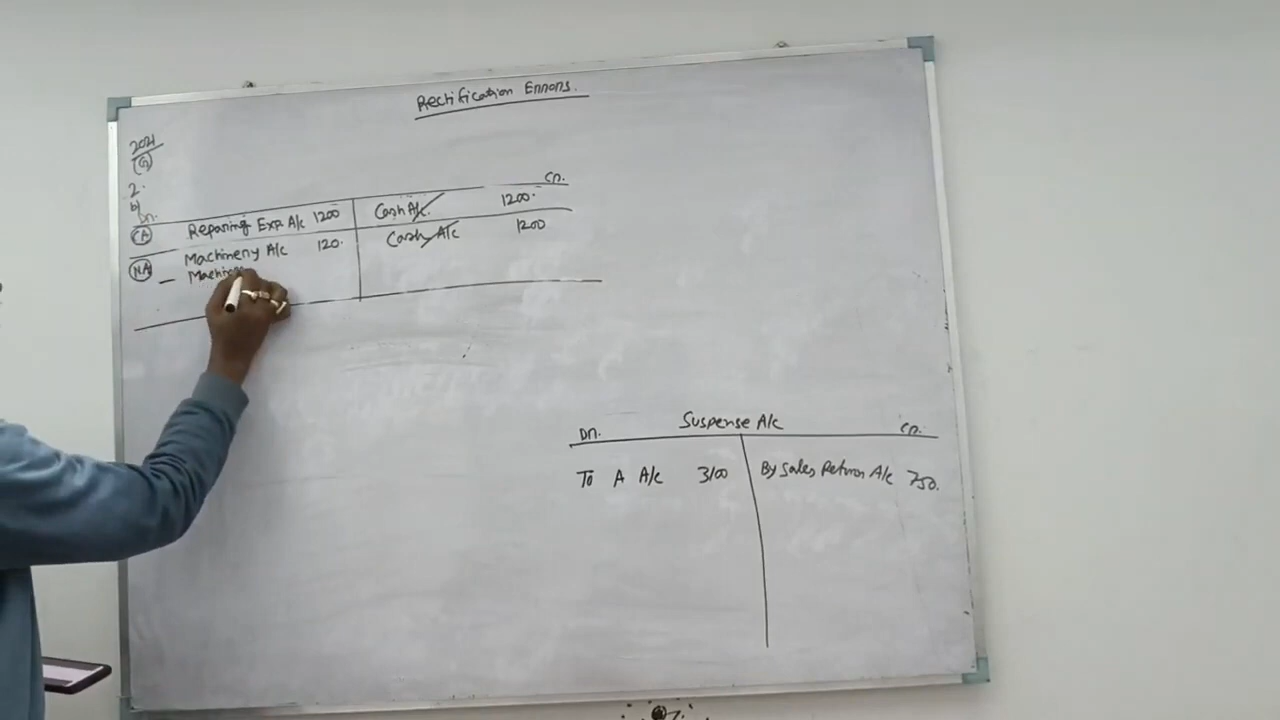 Rectification Errors.
2021
(G)
2.
b)
Dr. Cr.
(CA) Reparing Exp. A/c 1200 Cash A/c. 1200.
(NA) Machinery A/c 120. Cash A/c 1200
Suspense A/c
Dr. Cr.
To A A/c 3100 By Sales Return A/c 750.